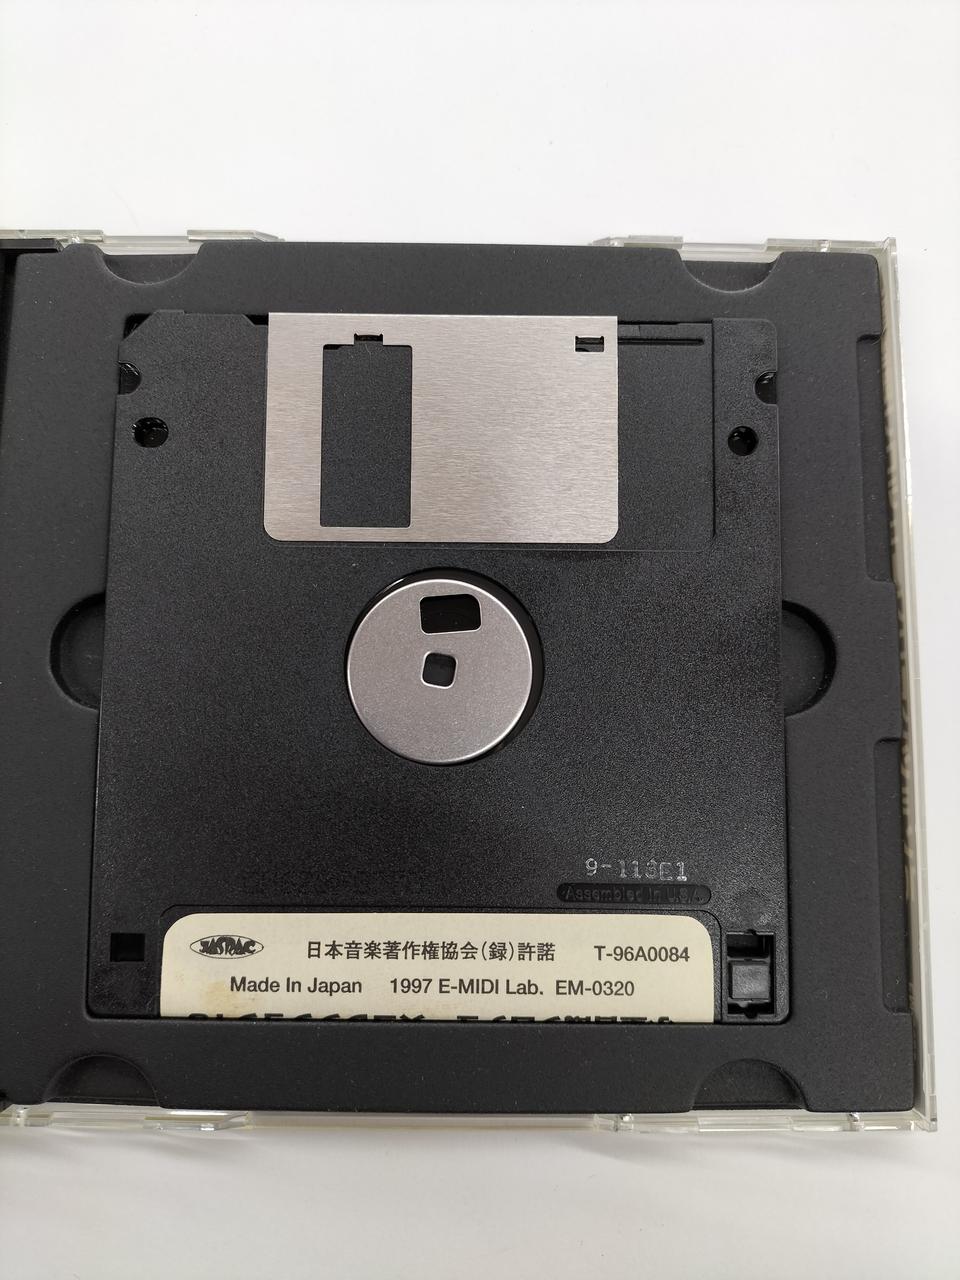 9-113E1
Assembled in U.S.A.
JASRAC 日本音楽著作権協会(録)許諾 T-96A0084
Made In Japan 1997 E-MIDI Lab. EM-0320